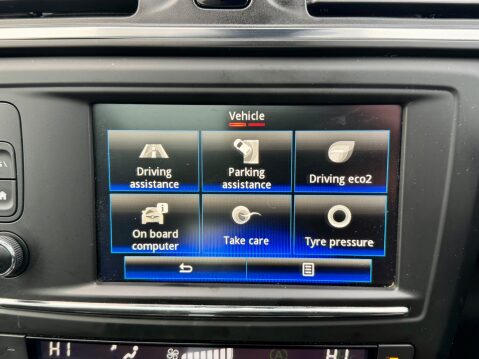 Vehicle
Driving
assistance
Parking
assistance
Driving eco2
On board
computer
Take care
Tyre pressure
HI
HI